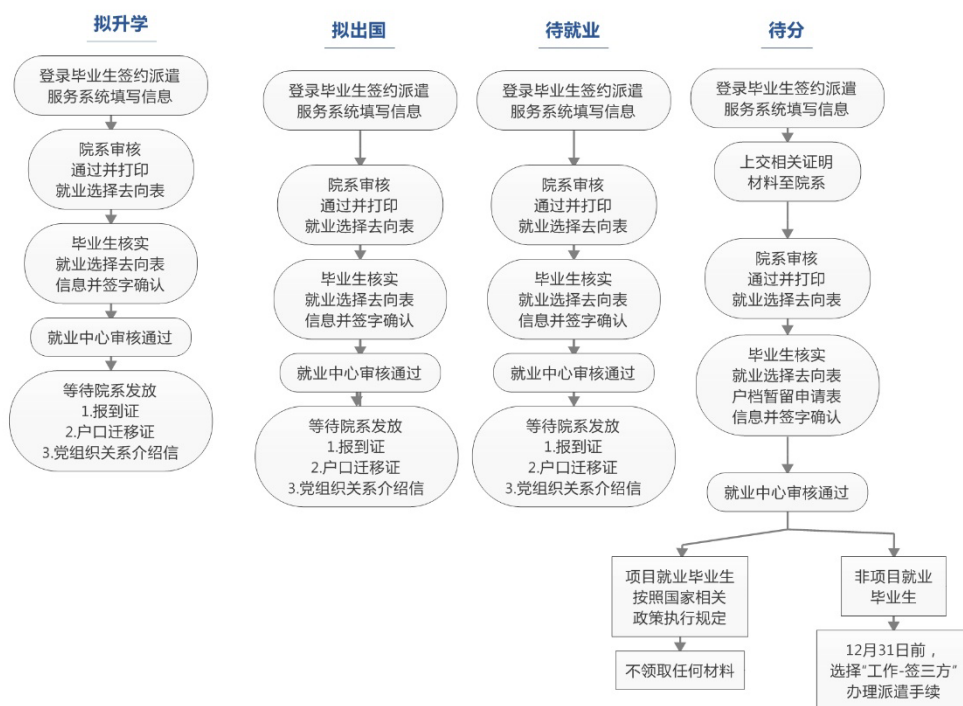 拟升学
登录毕业生签约派遣
服务系统填写信息
院系审核
通过并打印
就业选择去向表
毕业生核实
就业选择去向表
信息并签字确认
就业中心审核通过
等待院系发放
1.报到证
2.户口迁移证
3.党组织关系介绍信
拟出国
登录毕业生签约派遣
服务系统填写信息
院系审核
通过并打印
就业选择去向表
毕业生核实
就业选择去向表
信息并签字确认
就业中心审核通过
等待院系发放
1.报到证
2.户口迁移证
3.党组织关系介绍信
待就业
登录毕业生签约派遣
服务系统填写信息
院系审核
通过并打印
就业选择去向表
毕业生核实
就业选择去向表
信息并签字确认
就业中心审核通过
等待院系发放
1.报到证
2.户口迁移证
3.党组织关系介绍信
待分
登录毕业生签约派遣
服务系统填写信息
上交相关证明
材料至院系
院系审核
通过并打印
就业选择去向表
毕业生核实
就业选择去向表
户档暂留申请表
信息并签字确认
就业中心审核通过
项目就业毕业生
按照国家相关
政策执行规定
不领取任何材料
非项目就业
毕业生
12月31日前，
选择“工作-签三方”
办理派遣手续